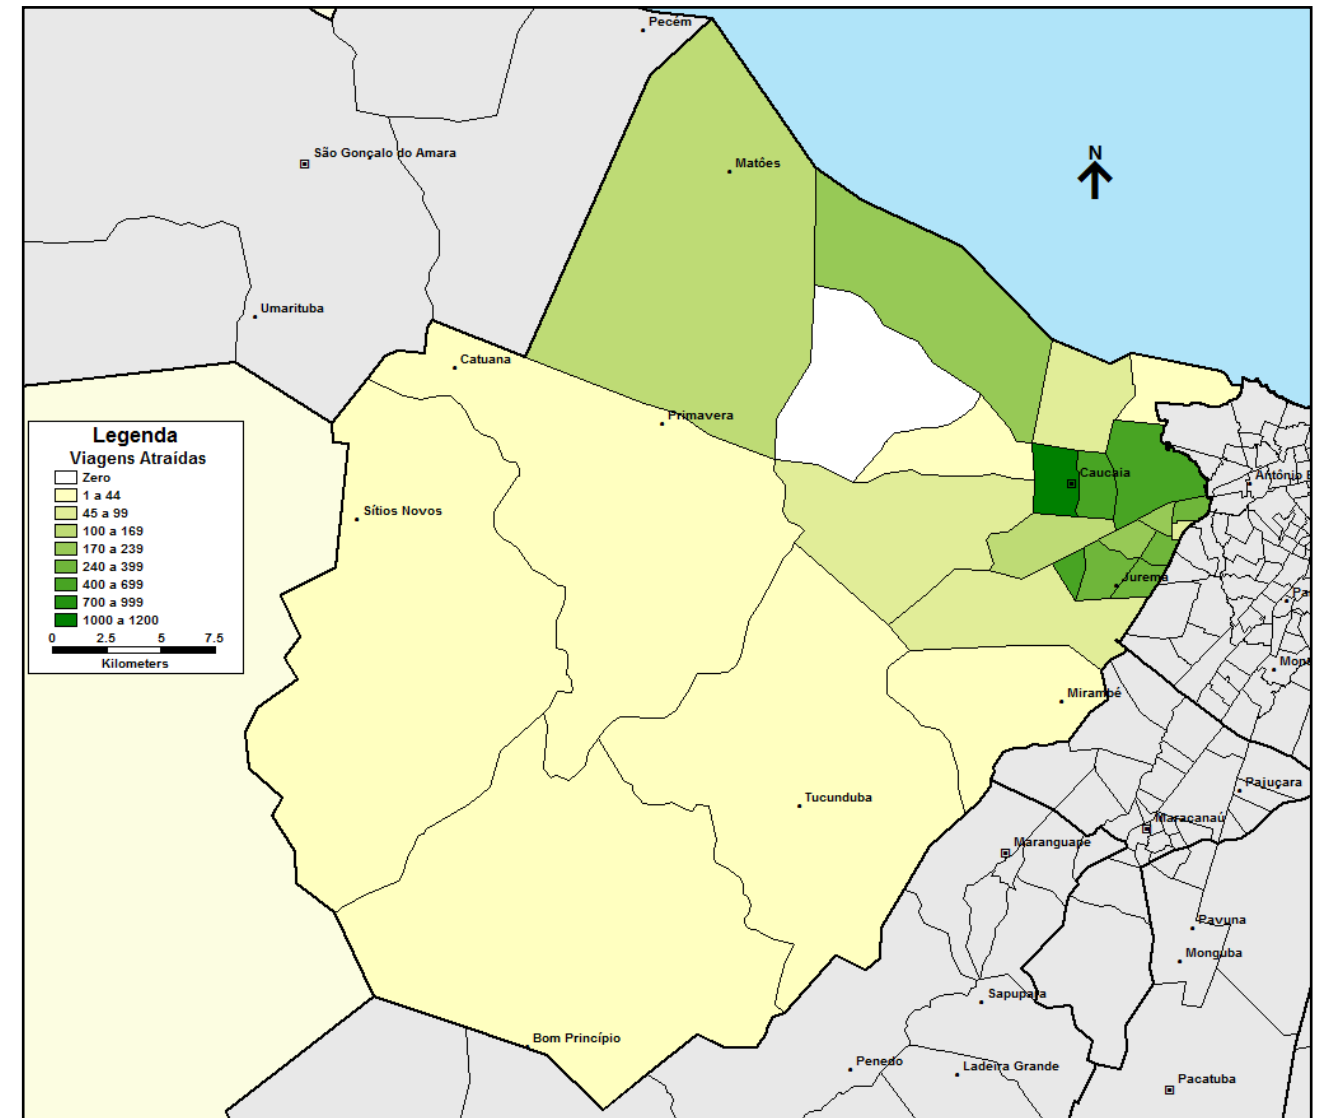 Pecém
N
São Gonçalo do Amara
Matôes
Umarituba
Catuana
Primavera
Legenda
Viagens Atraídas
Zero
1 a 44
45 a 99
100 a 169
170 a 239
240 a 399
400 a 699
700 a 999
1000 a 1200
0 2.5 5 7.5
Kilometers
Caucaia
Antônio
Sítios Novos
Jurema
Mirambé
Tucunduba
Pajuçara
Maracanaú
Maranguape
Pavuna
Monguba
Sapupara
Bom Princípio
Penedo
Ladeira Grande
Pacatuba